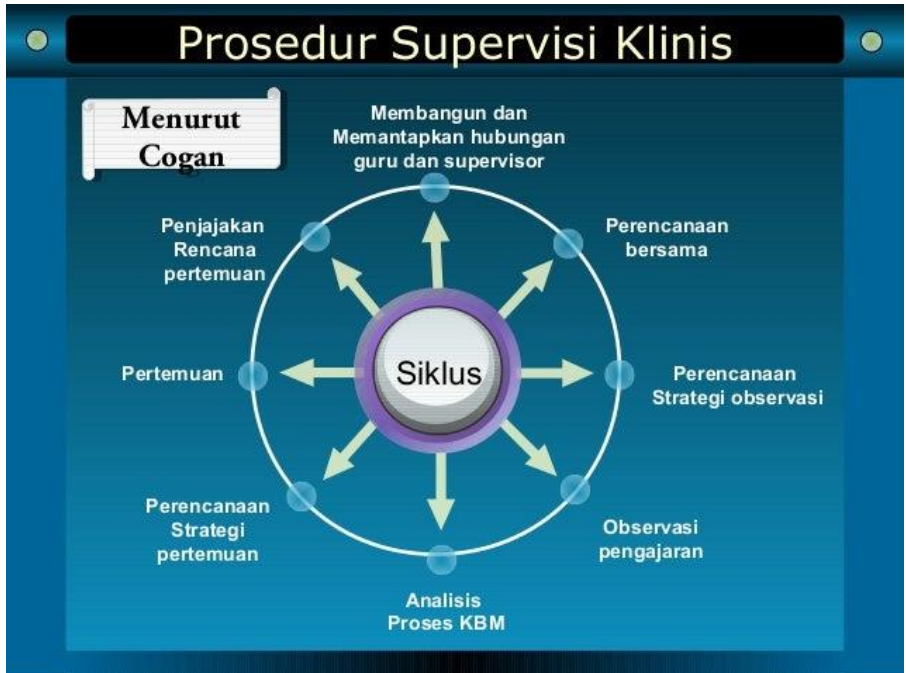 Prosedur Supervisi Klinis
Menurut
Cogan
Membangun dan
Memantapkan hubungan
guru dan supervisor
Perencanaan
bersama
Perencanaan
Strategi observasi
Observasi
pengajaran
Analisis
Proses KBM
Perencanaan
Strategi
pertemuan
Pertemuan
Penjajakan
Rencana
pertemuan
Siklus